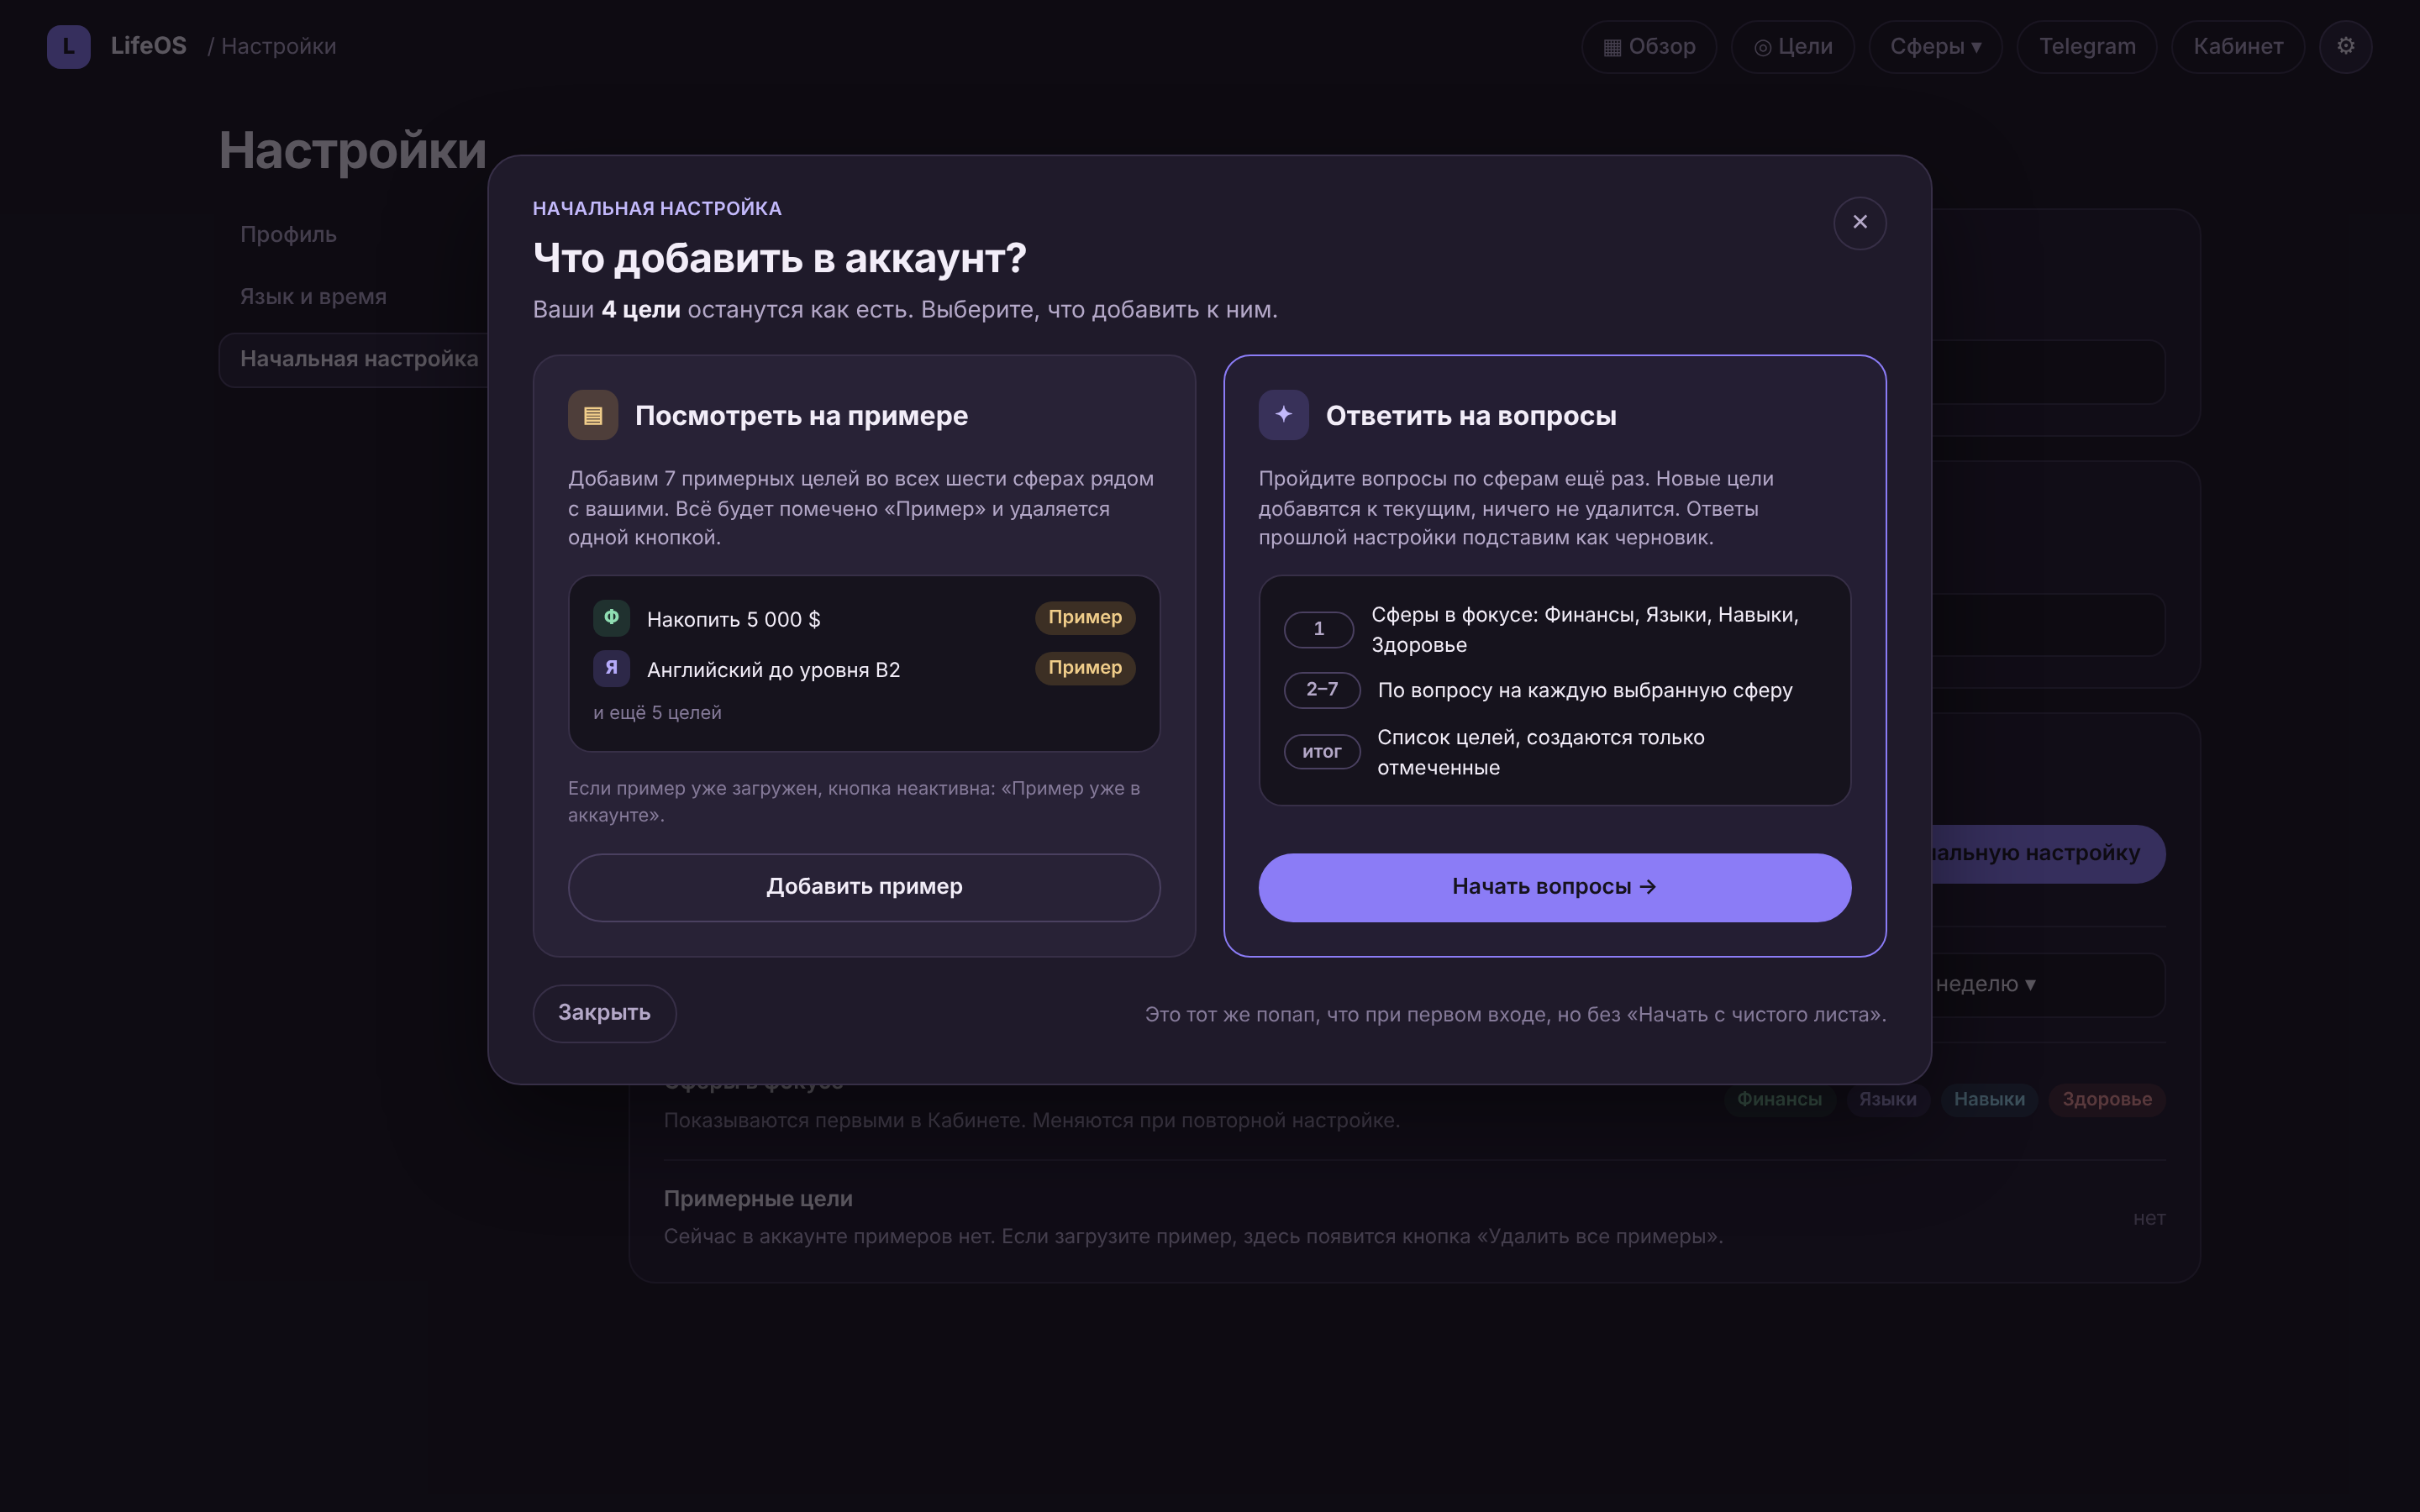 L LifeOS / Настройки
▦ Обзор
◎ Цели
Сферы ▾
Telegram
Кабинет
⚙
Настройки
Профиль
Язык и время
Начальная настройка
НАЧАЛЬНАЯ НАСТРОЙКА
✕
Что добавить в аккаунт?
Ваши 4 цели останутся как есть. Выберите, что добавить к ним.
▤ Посмотреть на примере
Добавим 7 примерных целей во всех шести сферах рядом
с вашими. Всё будет помечено «Пример» и удаляется
одной кнопкой.
Ф Накопить 5 000 $ Пример
Я Английский до уровня B2 Пример
и ещё 5 целей
Если пример уже загружен, кнопка неактивна: «Пример уже в
аккаунте».
Добавить пример
✦ Ответить на вопросы
Пройдите вопросы по сферам ещё раз. Новые цели
добавятся к текущим, ничего не удалится. Ответы
прошлой настройки подставим как черновик.
1 Сферы в фокусе: Финансы, Языки, Навыки,
Здоровье
2–7 По вопросу на каждую выбранную сферу
итог Список целей, создаются только
отмеченные
Начать вопросы →
Закрыть
Это тот же попап, что при первом входе, но без «Начать с чистого листа».
настройку
неделю ▾
Сферы в фокусе
Показываются первыми в Кабинете. Меняются при повторной настройке.
Финансы Языки Навыки Здоровье
Примерные цели
Сейчас в аккаунте примеров нет. Если загрузите пример, здесь появится кнопка «Удалить все примеры».
нет